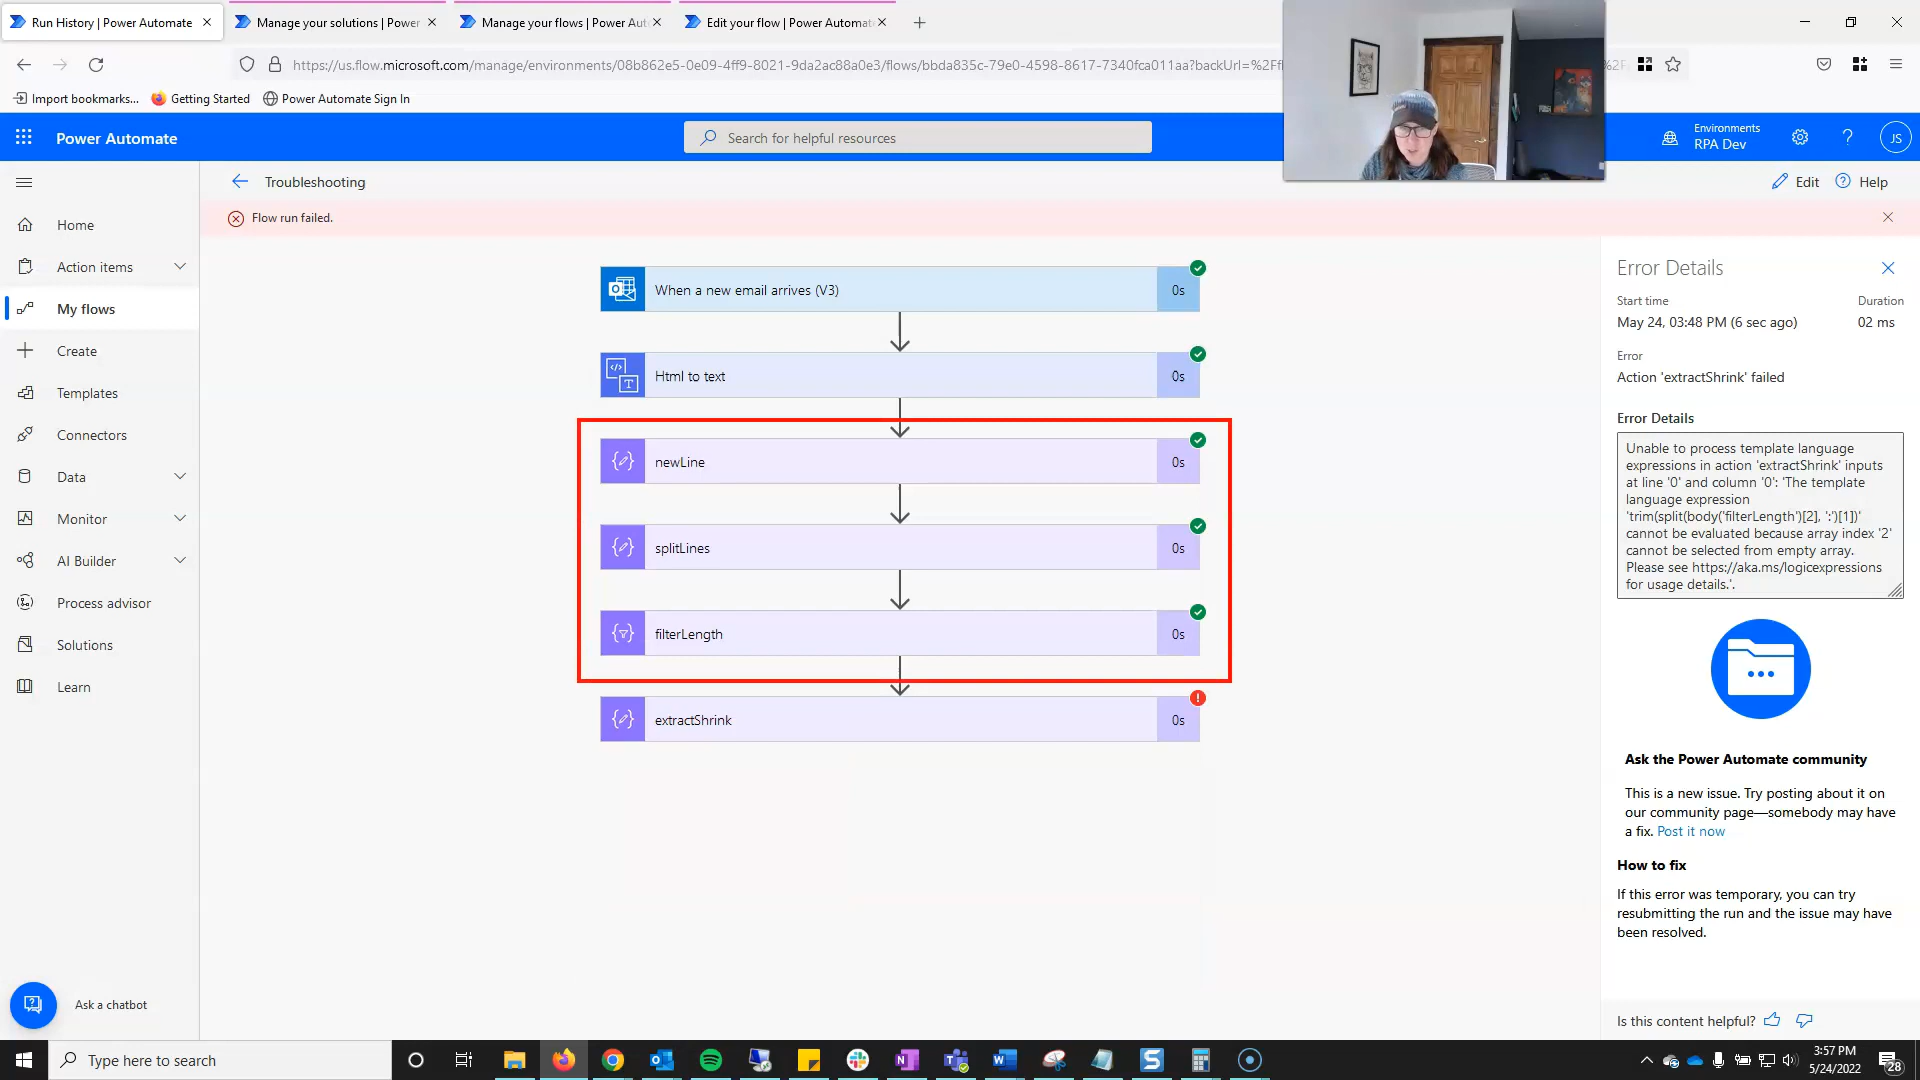 Run History | Power Automate
Manage your solutions | Power
Manage your flows | Power Aut
Edit your flow | Power Automate
https://us.flow.microsoft.com/manage/environments/08b862e5-0e09-4ff9-8021-9da2ac88a0e3/flows/bbda835c-79e0-4598-8617-7340fca011aa?backUrl=%2Ff
Import bookmarks...
Getting Started
Power Automate Sign In
Power Automate
Search for helpful resources
Environments
RPA Dev
JS
Troubleshooting
Edit
Help
Flow run failed.
Home
Action items
My flows
Create
Templates
Connectors
Data
Monitor
AI Builder
Process advisor
Solutions
Learn
Ask a chatbot
When a new email arrives (V3)
0s
Html to text
0s
newLine
0s
splitLines
0s
filterLength
0s
extractShrink
0s
Error Details
Start time
Duration
May 24, 03:48 PM (6 sec ago)
02 ms
Error
Action 'extractShrink' failed
Error Details
Unable to process template language
expressions in action 'extractShrink' inputs
at line '0' and column '0': 'The template
language expression
'trim(split(body('filterLength')[2], ':')[1])'
cannot be evaluated because array index '2'
cannot be selected from empty array.
Please see https://aka.ms/logicexpressions
for usage details.'.
Ask the Power Automate community
This is a new issue. Try posting about it on
our community page—somebody may have
a fix. Post it now
How to fix
If this error was temporary, you can try
resubmitting the run and the issue may have
been resolved.
Is this content helpful?
Type here to search
3:57 PM
5/24/2022
28